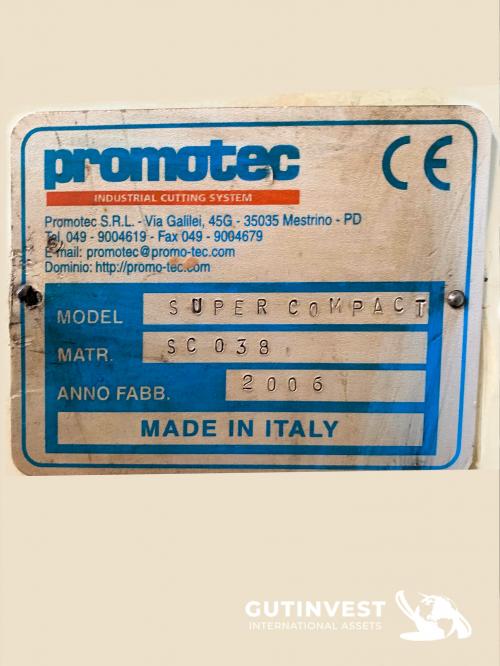 promotec
CE
INDUSTRIAL CUTTING SYSTEM
Promotec S.R.L. - Via Galilei, 45G - 35035 Mestrino - PD
Tel. 049 - 9004619 - Fax 049 - 9004679
E-mail: promotec@promo-tec.com
Dominio: http://promo-tec.com
MODEL SUPER COMPACT
MATR. SC038
ANNO FABB. 2006
MADE IN ITALY
GUTINVEST
INTERNATIONAL ASSETS